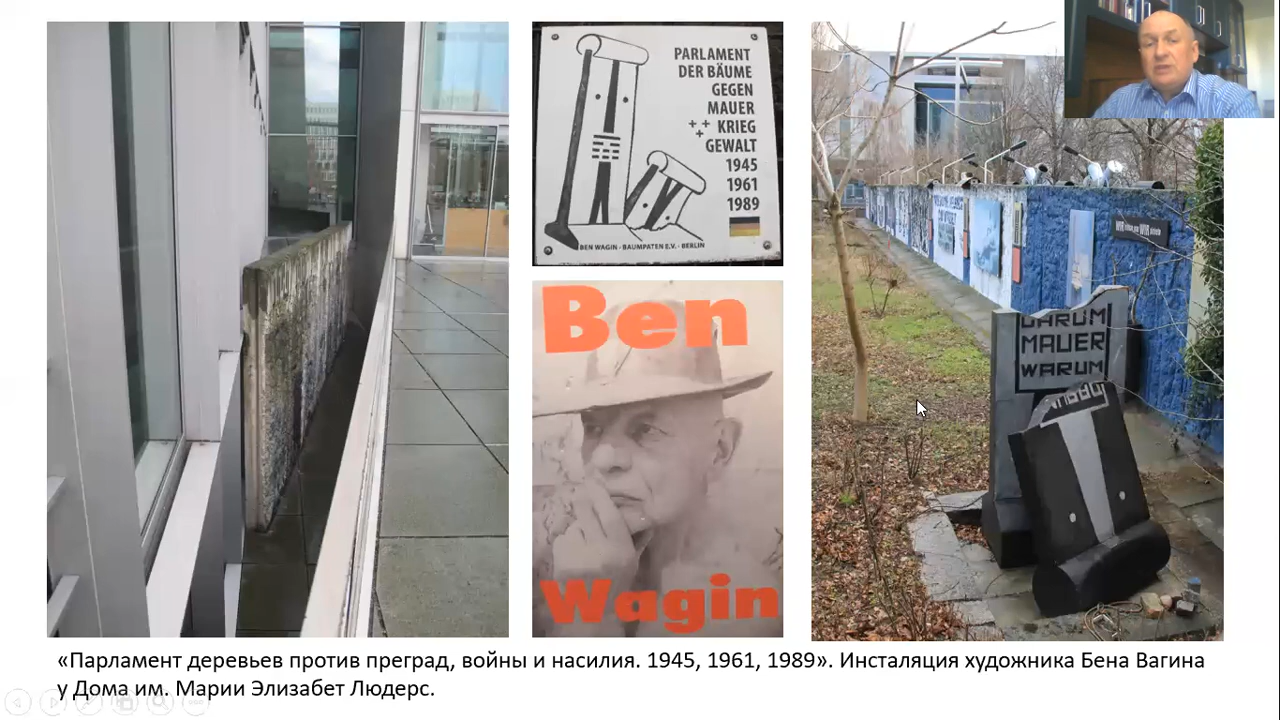 PARLAMENT
DER BÄUME
GEGEN
MAUER
KRIEG
GEWALT
1945
1961
1989
BEN WAGIN - BAUMPATEN E.V. - BERLIN
Ben
Wagin
DARUM
MAUER
WARUM
«Парламент деревьев против преград, войны и насилия. 1945, 1961, 1989». Инсталяция художника Бена Вагина
у Дома им. Марии Элизабет Людерс.